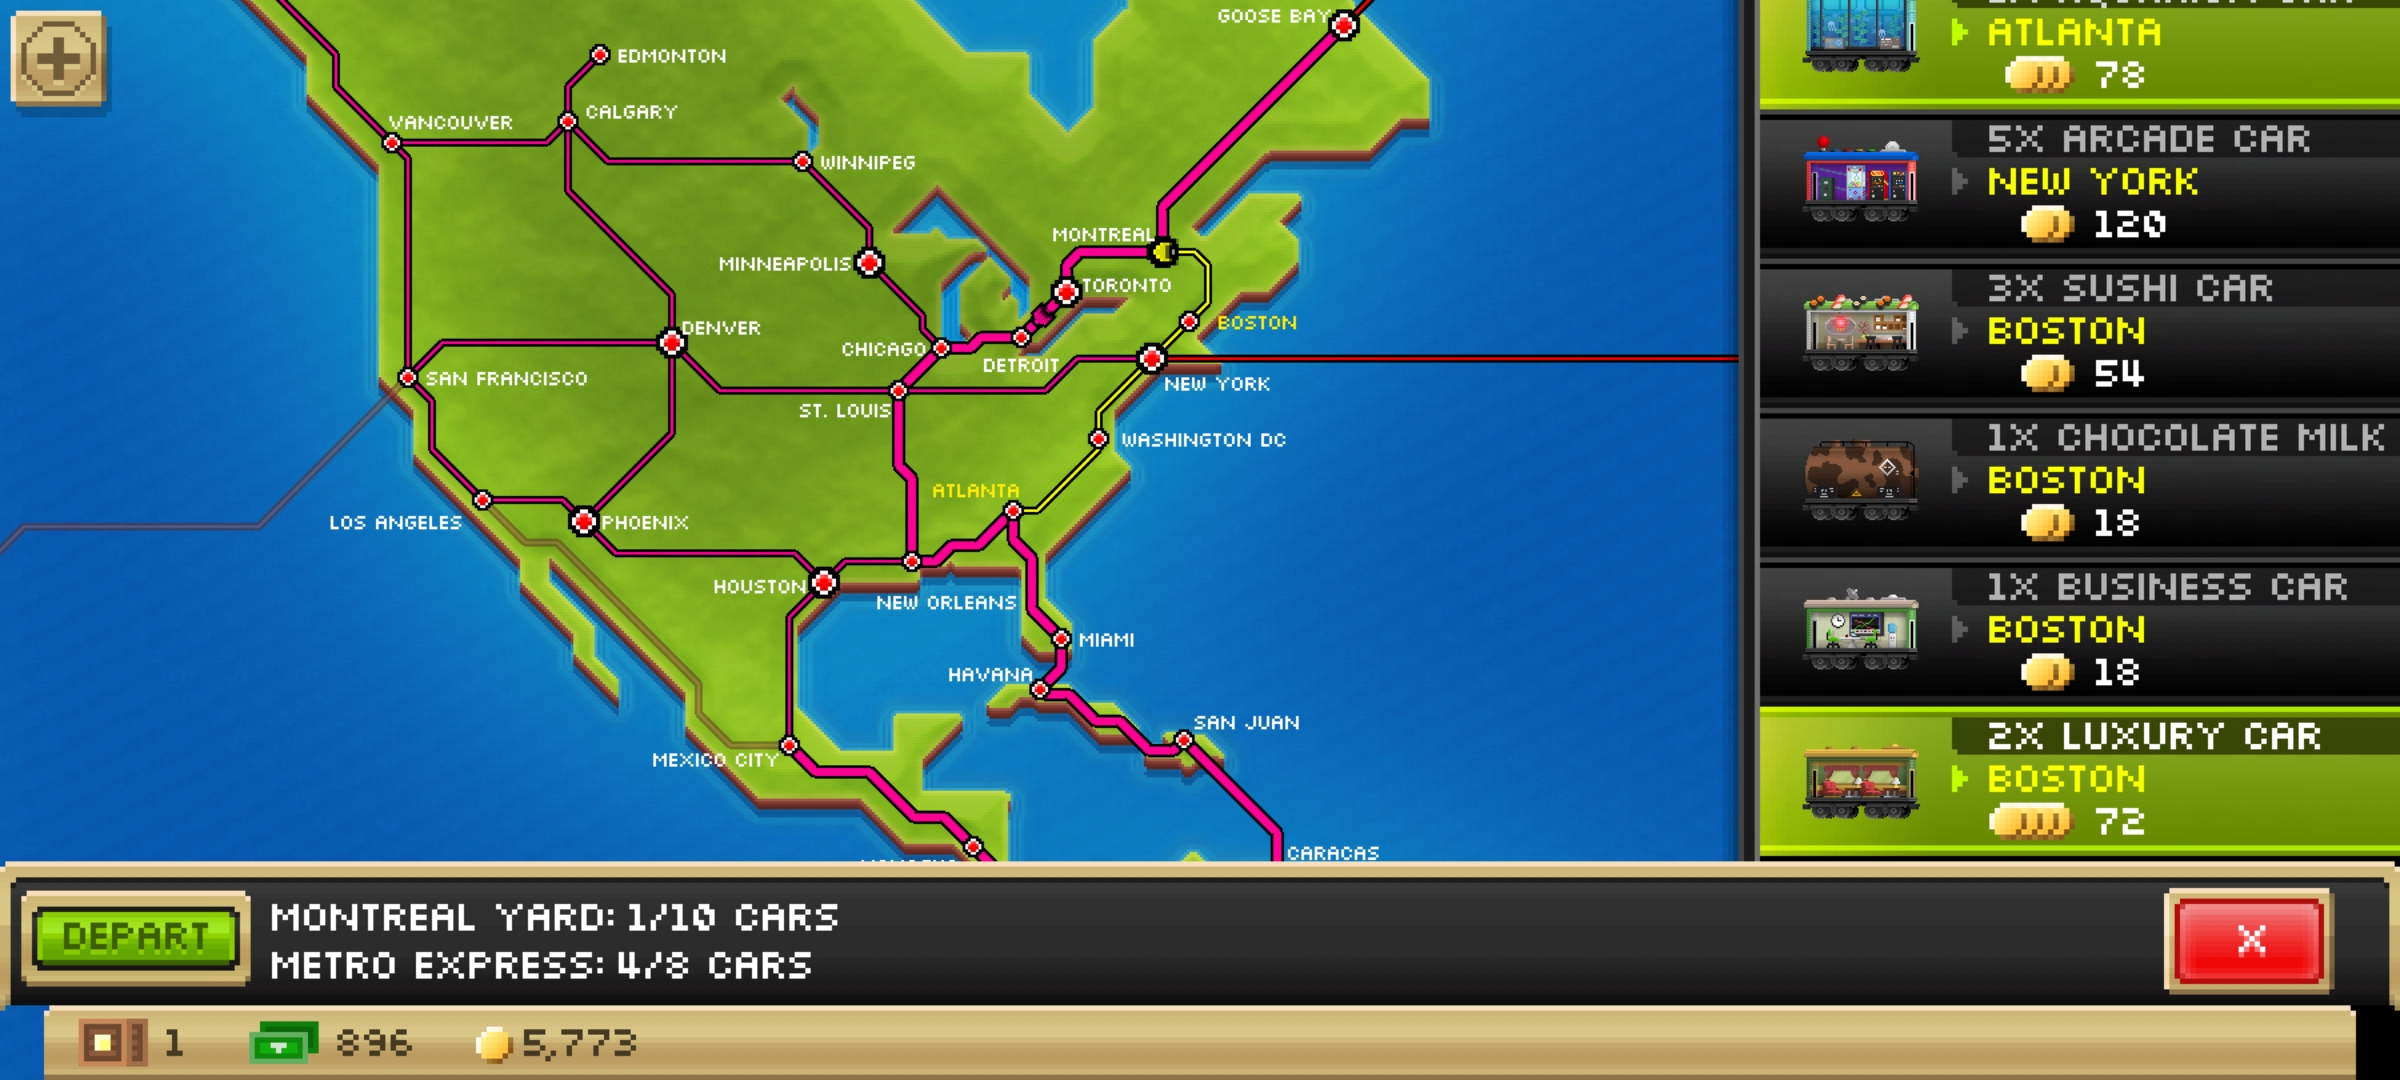 GOOSE BAY
EDMONTON
CALGARY
VANCOUVER
WINNIPEG
MONTREAL
MINNEAPOLIS
TORONTO
BOSTON
DENVER
CHICAGO
DETROIT
SAN FRANCISCO
NEW YORK
ST. LOUIS
WASHINGTON DC
ATLANTA
LOS ANGELES
PHOENIX
HOUSTON
NEW ORLEANS
MIAMI
HAVANA
SAN JUAN
MEXICO CITY
CARACAS
ATLANTA
78
5X ARCADE CAR
NEW YORK
120
3X SUSHI CAR
BOSTON
54
1X CHOCOLATE MILK
BOSTON
18
1X BUSINESS CAR
BOSTON
18
2X LUXURY CAR
BOSTON
72
DEPART
MONTREAL YARD: 1/10 CARS
METRO EXPRESS: 4/8 CARS
X
1
896
5,773